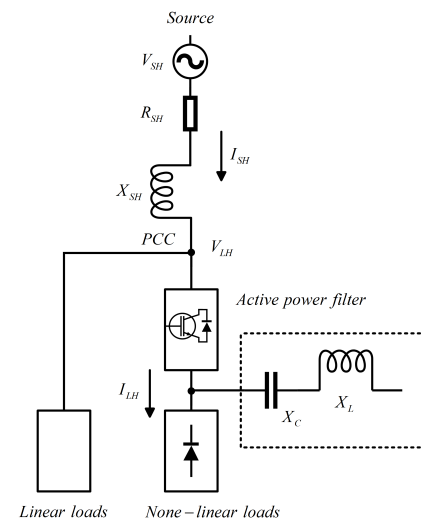 Source
V_SH
R_SH
I_SH
X_SH
PCC
V_LH
Active power filter
I_LH
X_C
X_L
Linear loads
None – linear loads